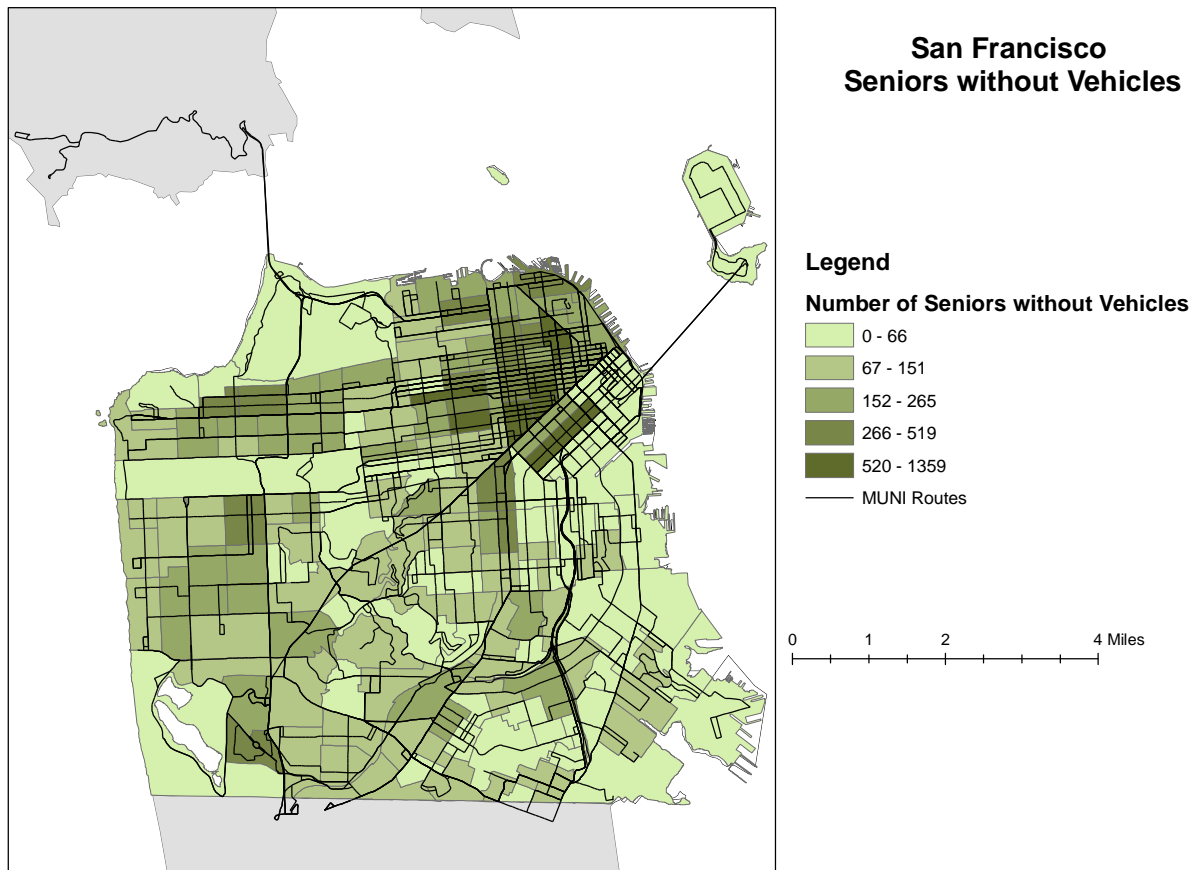 San Francisco
Seniors without Vehicles
Legend
Number of Seniors without Vehicles
0 - 66
67 - 151
152 - 265
266 - 519
520 - 1359
MUNI Routes
0 1 2 4 Miles